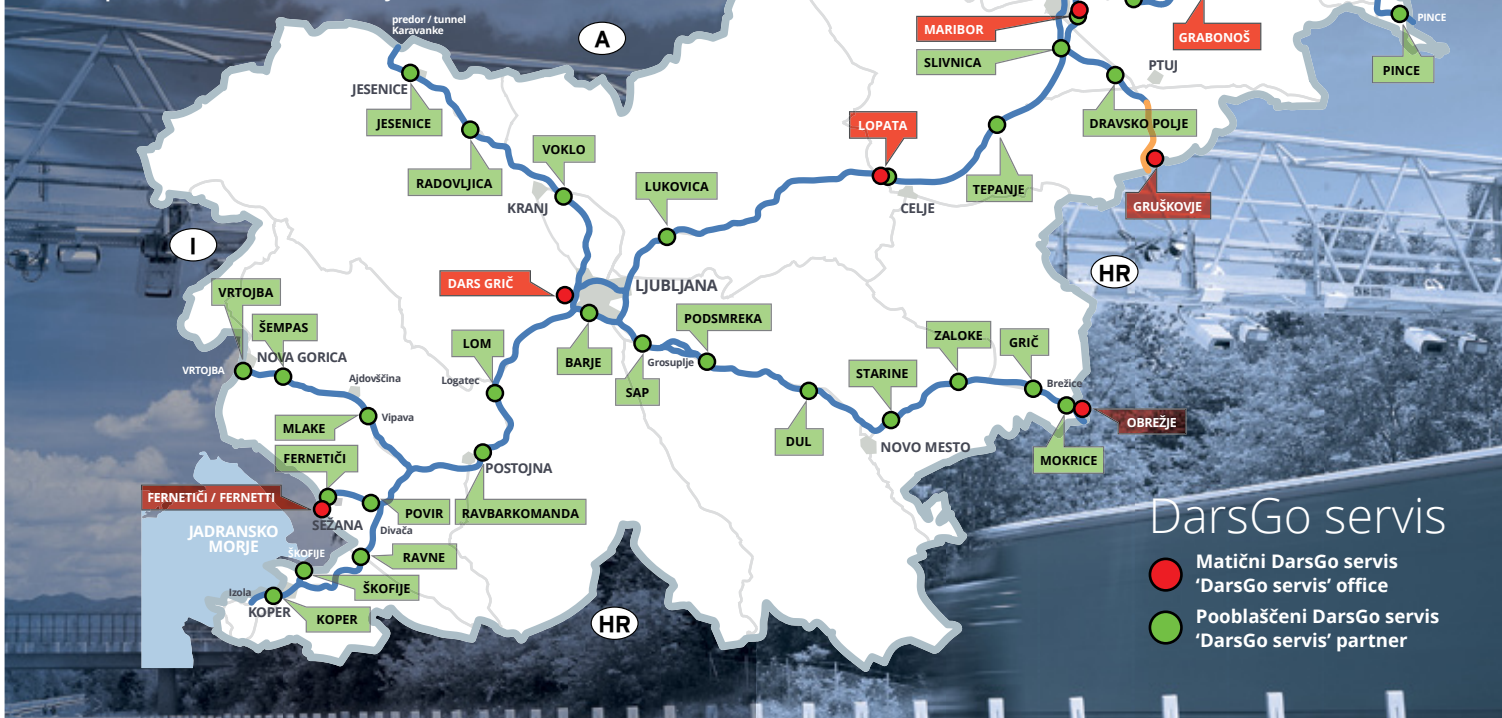 predor / tunnel
Karavanke
A
MARIBOR
GRABONOŠ
PINCE
SLIVNICA
PINCE
PTUJ
JESENICE
JESENICE
LOPATA
DRAVSKO POLJE
VOKLO
RADOVLJICA
LUKOVICA
TEPANJE
KRANJ
CELJE
GRUŠKOVJE
I
HR
DARS GRIČ
LJUBLJANA
VRTOJBA
ŠEMPAS
PODSMREKA
NOVA GORICA
LOM
ZALOKE
GRIČ
VRTOJBA
BARJE
Grosuplje
Ajdovščina
Logatec
SAP
STARINE
Brežice
MLAKE
Vipava
OBREŽJE
DUL
NOVO MESTO
FERNETIČI
MOKRICE
POSTOJNA
FERNETIČI / FERNETTI
POVIR
RAVBARKOMANDA
SEŽANA
Divača
JADRANSKO
MORJE
ŠKOFIJE
RAVNE
ŠKOFIJE
Izola
KOPER
KOPER
HR
DarsGo servis
Matični DarsGo servis
‘DarsGo servis’ office
Pooblaščeni DarsGo servis
‘DarsGo servis’ partner